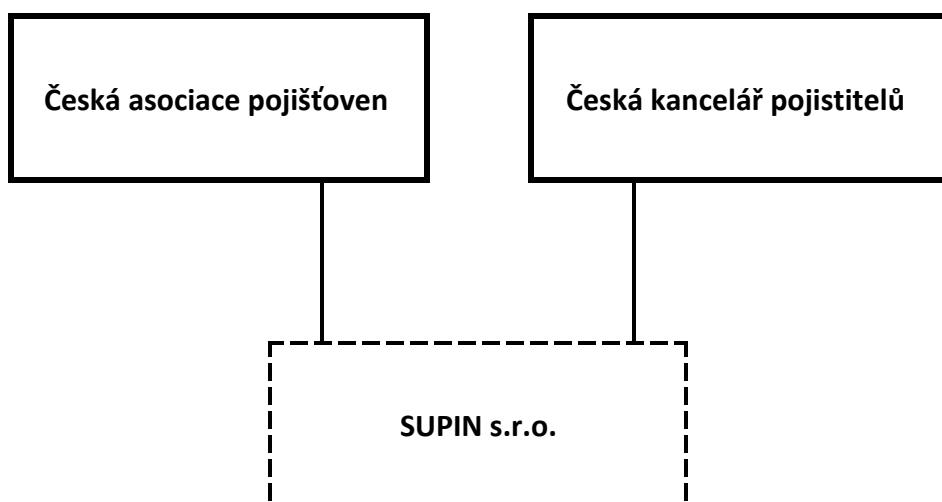 Česká asociace pojišťoven
Česká kancelář pojistitelů
SUPIN s.r.o.